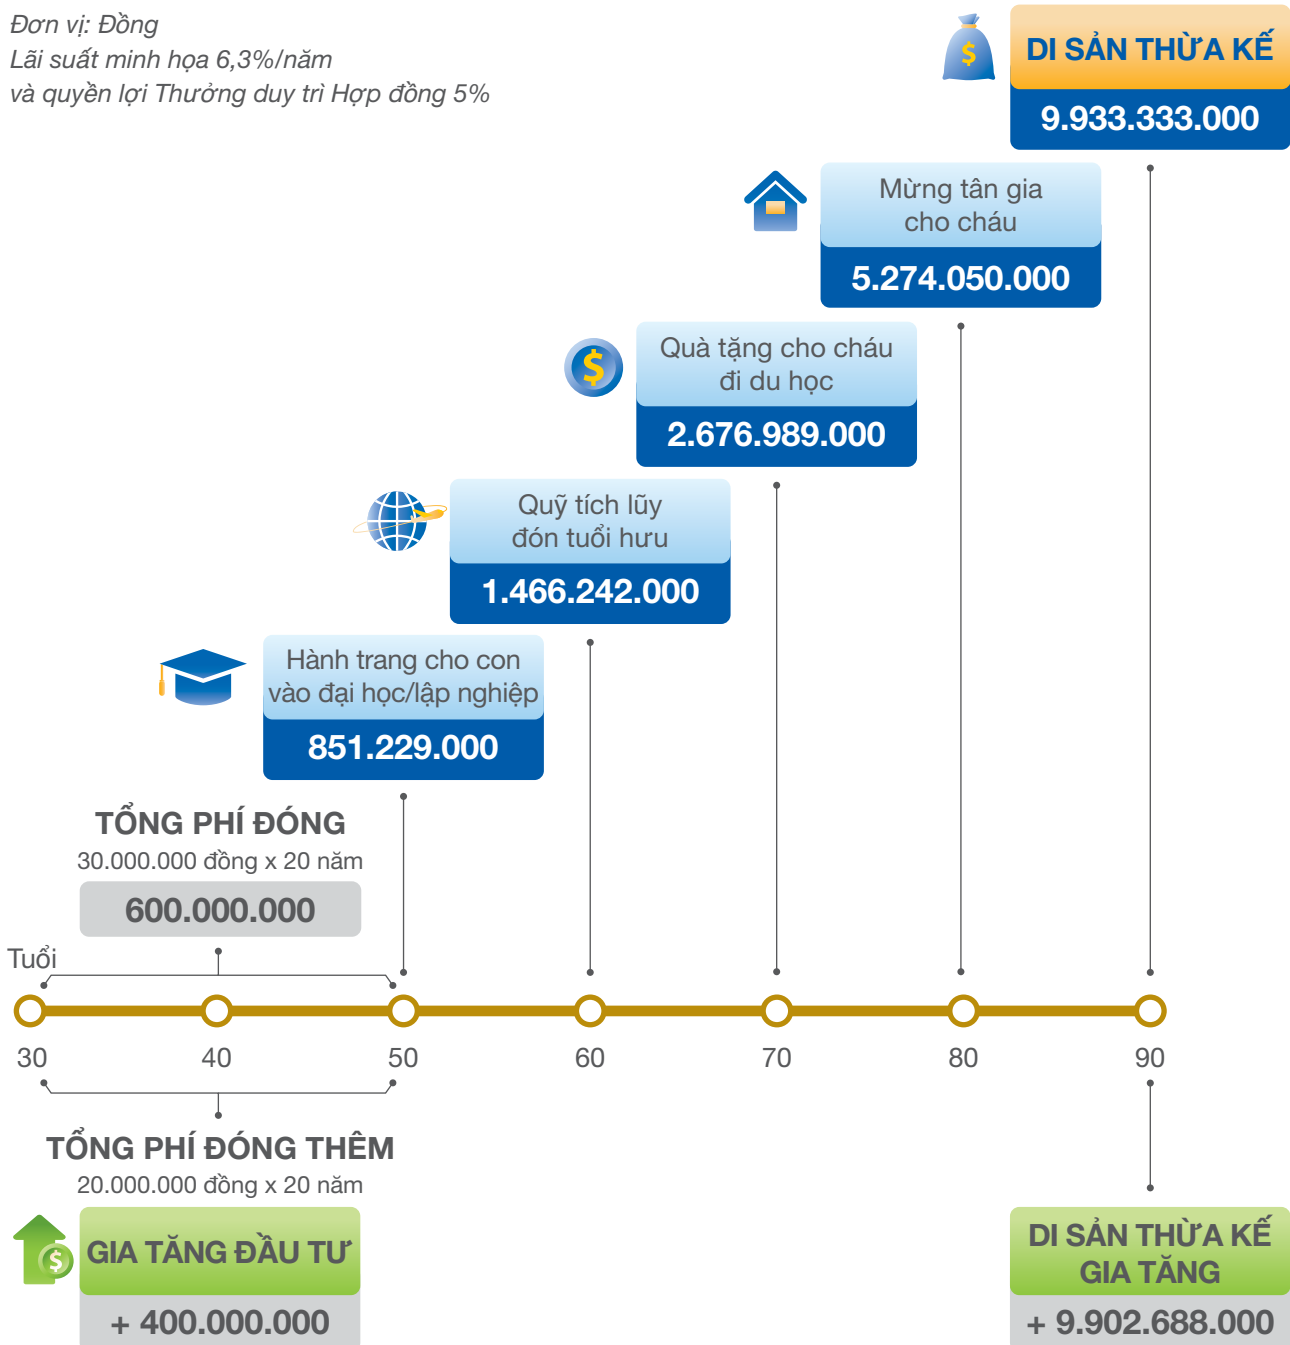 Đơn vị: Đồng
Lãi suất minh họa 6,3%/năm
và quyền lợi Thưởng duy trì Hợp đồng 5%
$
DI SẢN THỪA KẾ
9.933.333.000
Mừng tân gia
cho cháu
5.274.050.000
$
Quà tặng cho cháu
đi du học
2.676.989.000
Quỹ tích lũy
đón tuổi hưu
1.466.242.000
Hành trang cho con
vào đại học/lập nghiệp
851.229.000
TỔNG PHÍ ĐÓNG
30.000.000 đồng x 20 năm
600.000.000
Tuổi
30 40 50 60 70 80 90
TỔNG PHÍ ĐÓNG THÊM
20.000.000 đồng x 20 năm
$
GIA TĂNG ĐẦU TƯ
+ 400.000.000
DI SẢN THỪA KẾ
GIA TĂNG
+ 9.902.688.000